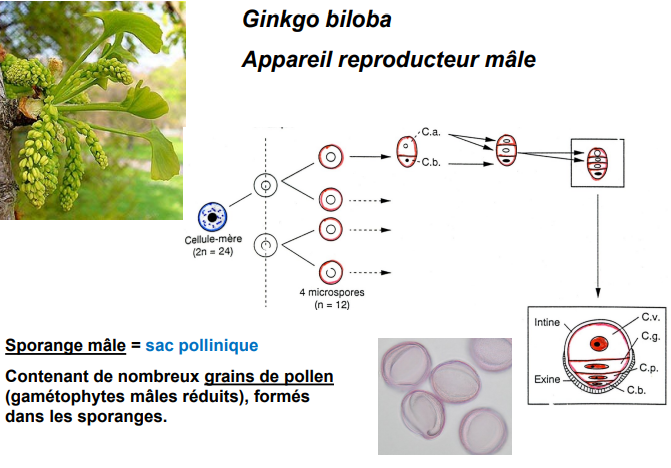 Ginkgo biloba
Appareil reproducteur mâle
C.a.
C.b.
Cellule-mère
(2n = 24)
4 microspores
(n = 12)
Intine
C.v.
C.g.
C.p.
Exine
C.b.
Sporange mâle = sac pollinique
Contenant de nombreux grains de pollen
(gamétophytes mâles réduits), formés
dans les sporanges.